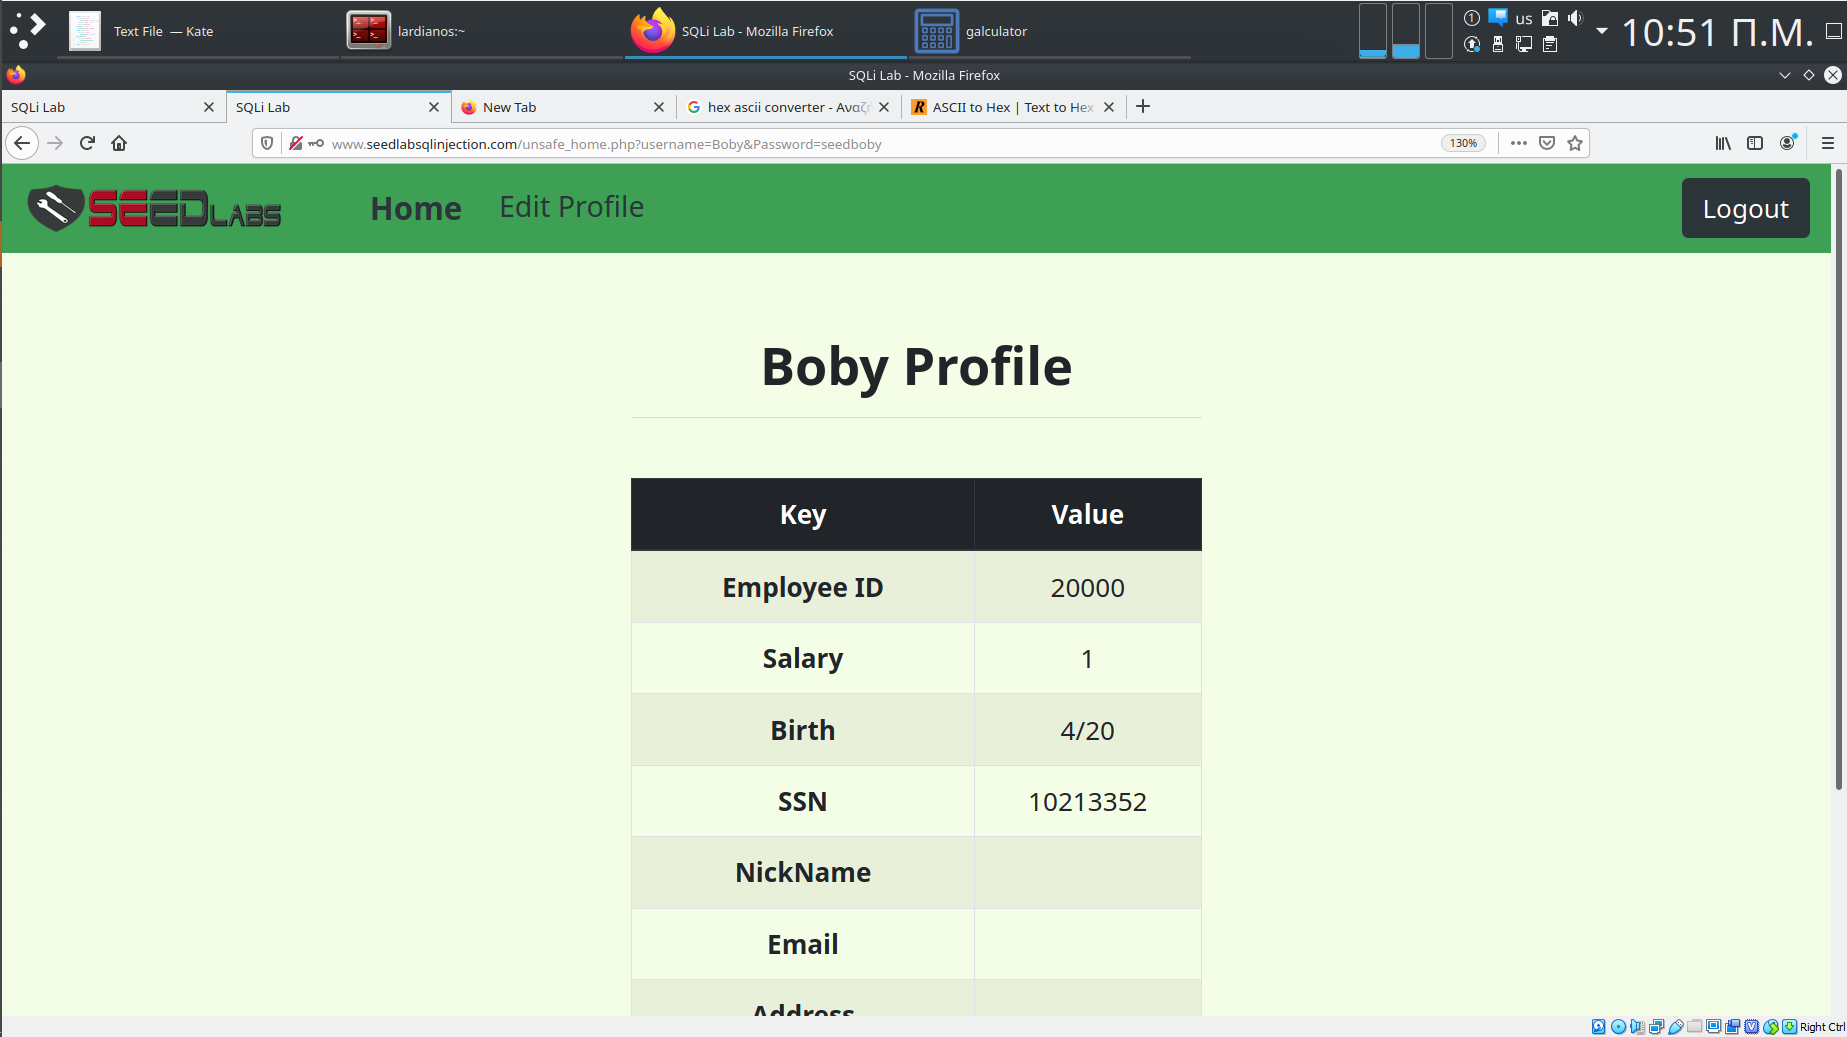 Text File — Kate
lardianos:~
SQLi Lab - Mozilla Firefox
galculator
1
us
10:51 Π.Μ.
SQLi Lab - Mozilla Firefox
SQLi Lab
SQLi Lab
New Tab
hex ascii converter - Αναζή
ASCII to Hex | Text to Hex
www.seedlabsqlinjection.com/unsafe_home.php?username=Boby&Password=seedboby
130%
SEEDLABS
Home
Edit Profile
Logout
Boby Profile
Key Value
Employee ID 20000
Salary 1
Birth 4/20
SSN 10213352
NickName
Email
Address
Right Ctrl